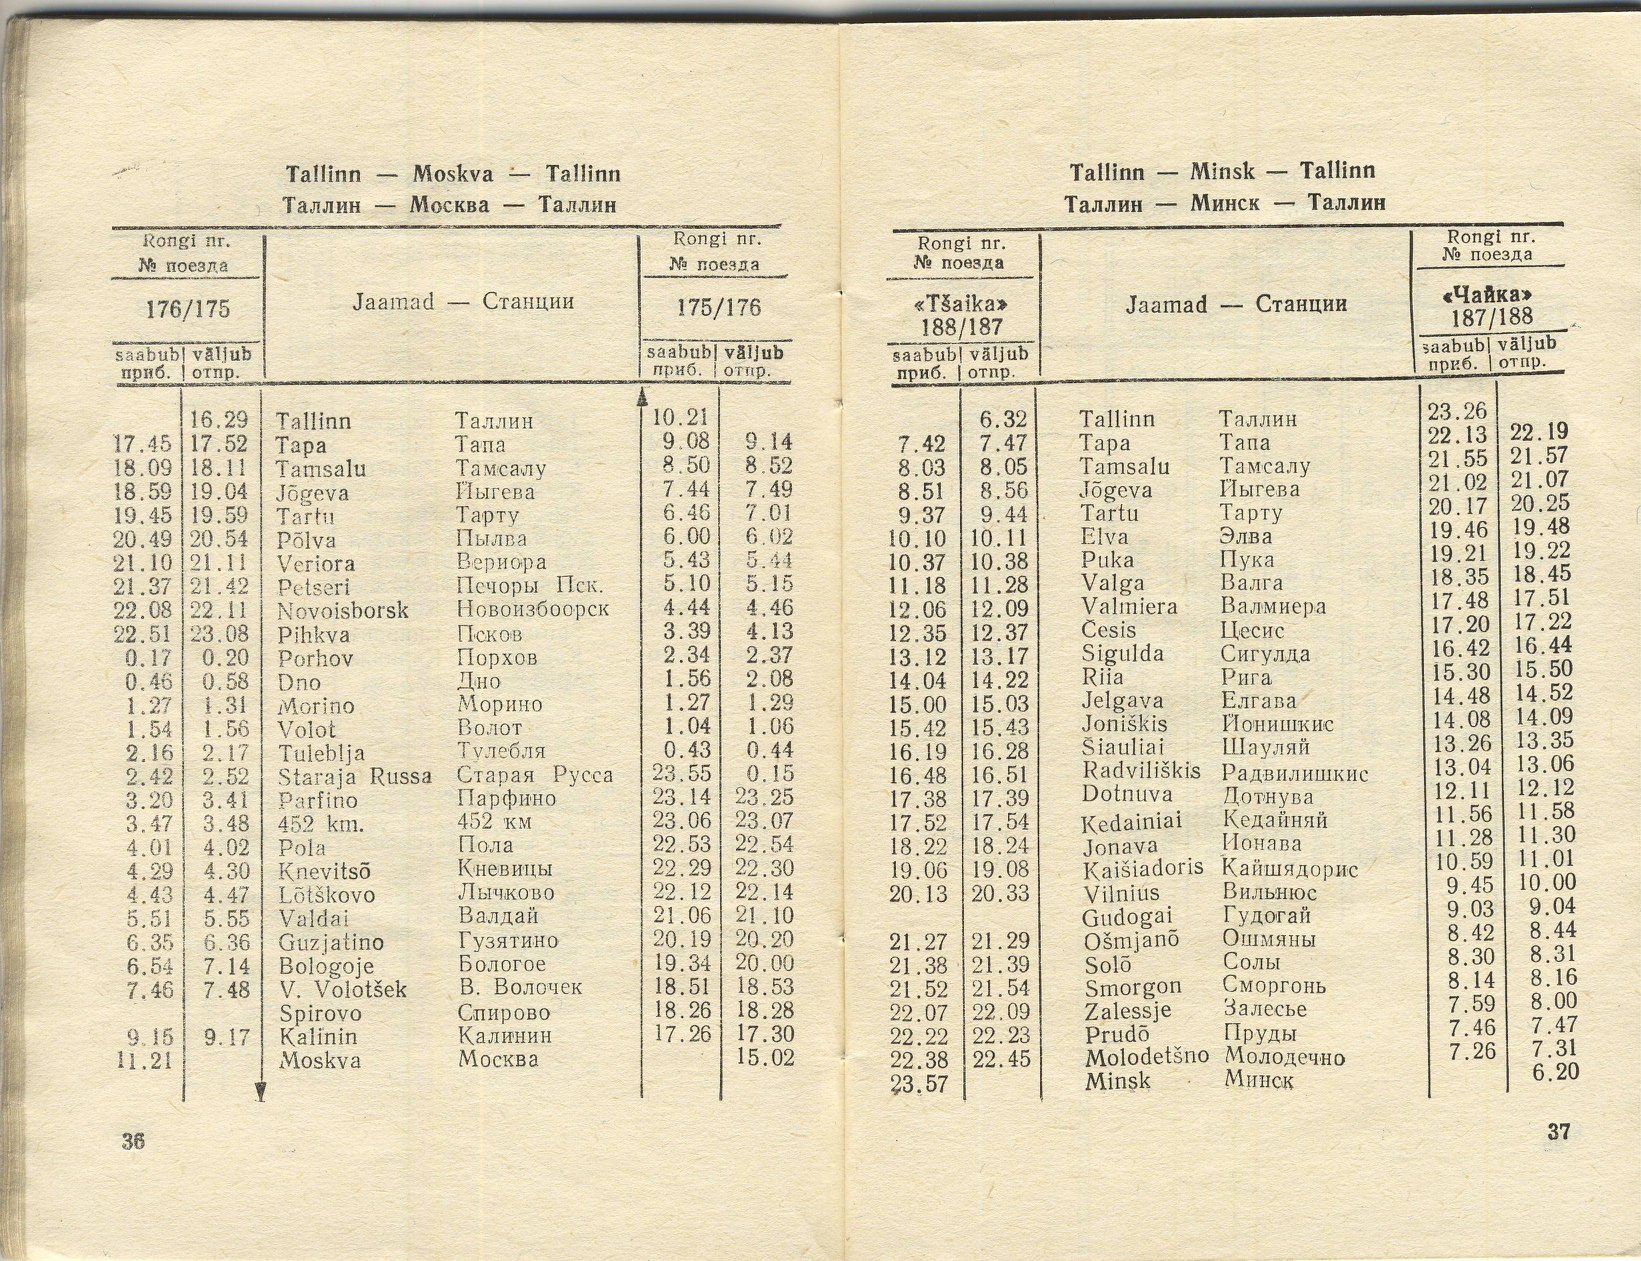 Tallinn — Moskva — Tallinn
Таллин — Москва — Таллин
Rongi nr. Rongi nr.
№ поезда № поезда
176/175 Jaamad — Станции 175/176
saabub väljub saabub väljub
приб. отпр. приб. отпр.
16.29 Tallinn Таллин 10.21
17.45 17.52 Tapa Тапа 9.08 9.14
18.09 18.11 Tamsalu Тамсалу 8.50 8.52
18.59 19.04 Jõgeva Йыгева 7.44 7.49
19.45 19.59 Tartu Тарту 6.46 7.01
20.49 20.54 Põlva Пылва 6.00 6.02
21.10 21.11 Veriora Вериора 5.43 5.44
21.37 21.42 Petseri Печоры Пск. 5.10 5.15
22.08 22.11 Novoisborsk Новоизбоорск 4.44 4.46
22.51 23.08 Pihkva Псков 3.39 4.13
0.17 0.20 Porhov Порхов 2.34 2.37
0.46 0.58 Dno Дно 1.56 2.08
1.27 1.31 Morino Морино 1.27 1.29
1.54 1.56 Volot Волот 1.04 1.06
2.16 2.17 Tuleblja Тулебля 0.43 0.44
2.42 2.52 Staraja Russa Старая Русса 23.55 0.15
3.20 3.41 Parfino Парфино 23.14 23.25
3.47 3.48 452 km. 452 км 23.06 23.07
4.01 4.02 Pola Пола 22.53 22.54
4.29 4.30 Knevitsõ Кневицы 22.29 22.30
4.43 4.47 Lõtškovo Лычково 22.12 22.14
5.51 5.55 Valdai Валдай 21.06 21.10
6.35 6.36 Guzjatino Гузятино 20.19 20.20
6.54 7.14 Bologoje Бологое 19.34 20.00
7.46 7.48 V. Volotšek В. Волочек 18.51 18.53
Spirovo Спирово 18.26 18.28
9.15 9.17 Kalinin Калинин 17.26 17.30
11.21 Moskva Москва 15.02
36
Tallinn — Minsk — Tallinn
Таллин — Минск — Таллин
Rongi nr. Rongi nr.
№ поезда № поезда
«Tšaika» Jaamad — Станции «Чайка»
188/187 187/188
saabub väljub saabub väljub
приб. отпр. приб. отпр.
6.32 Tallinn Таллин 23.26
7.42 7.47 Tapa Тапа 22.13 22.19
8.03 8.05 Tamsalu Тамсалу 21.55 21.57
8.51 8.56 Jõgeva Йыгева 21.02 21.07
9.37 9.44 Tartu Тарту 20.17 20.25
10.10 10.11 Elva Элва 19.46 19.48
10.37 10.38 Puka Пука 19.21 19.22
11.18 11.28 Valga Валга 18.35 18.45
12.06 12.09 Valmiera Валмиера 17.48 17.51
12.35 12.37 Česis Цесис 17.20 17.22
13.12 13.17 Sigulda Сигулда 16.42 16.44
14.04 14.22 Riia Рига 15.30 15.50
15.00 15.03 Jelgava Елгава 14.48 14.52
15.42 15.43 Joniškis Йонишкис 14.08 14.09
16.19 16.28 Šiauliai Шауляй 13.26 13.35
16.48 16.51 Radviliškis Радвилишкис 13.04 13.06
17.38 17.39 Dotnuva Дотнува 12.11 12.12
17.52 17.54 Kedainiai Кедайняй 11.56 11.58
18.22 18.24 Jonava Ионава 11.28 11.30
19.06 19.08 Kaišiadoris Кайшядорис 10.59 11.01
20.13 20.33 Vilnius Вильнюс 9.45 10.00
Gudogai Гудогай 9.03 9.04
21.27 21.29 Ošmjanõ Ошмяны 8.42 8.44
21.38 21.39 Solõ Солы 8.30 8.31
21.52 21.54 Smorgon Сморгонь 8.14 8.16
22.07 22.09 Zalessje Залесье 7.59 8.00
22.22 22.23 Prudõ Пруды 7.46 7.47
22.38 22.45 Molodetšno Молодечно 7.26 7.31
23.57 Minsk Минск 6.20
37